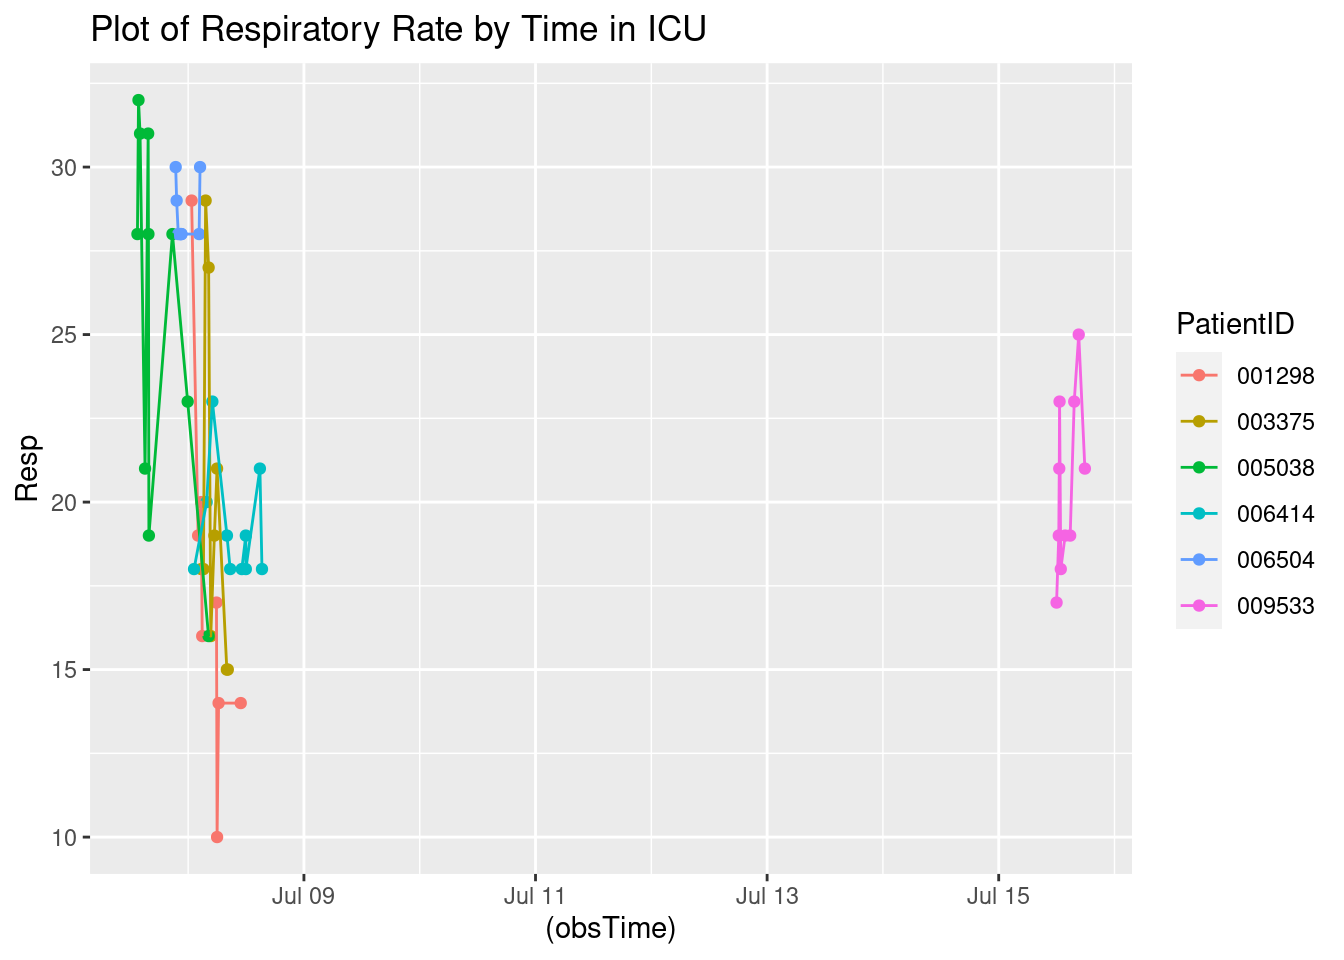 Plot of Respiratory Rate by Time in ICU
Resp
30
25
20
15
10
Jul 09 Jul 11 Jul 13 Jul 15
(obsTime)
PatientID
001298
003375
005038
006414
006504
009533